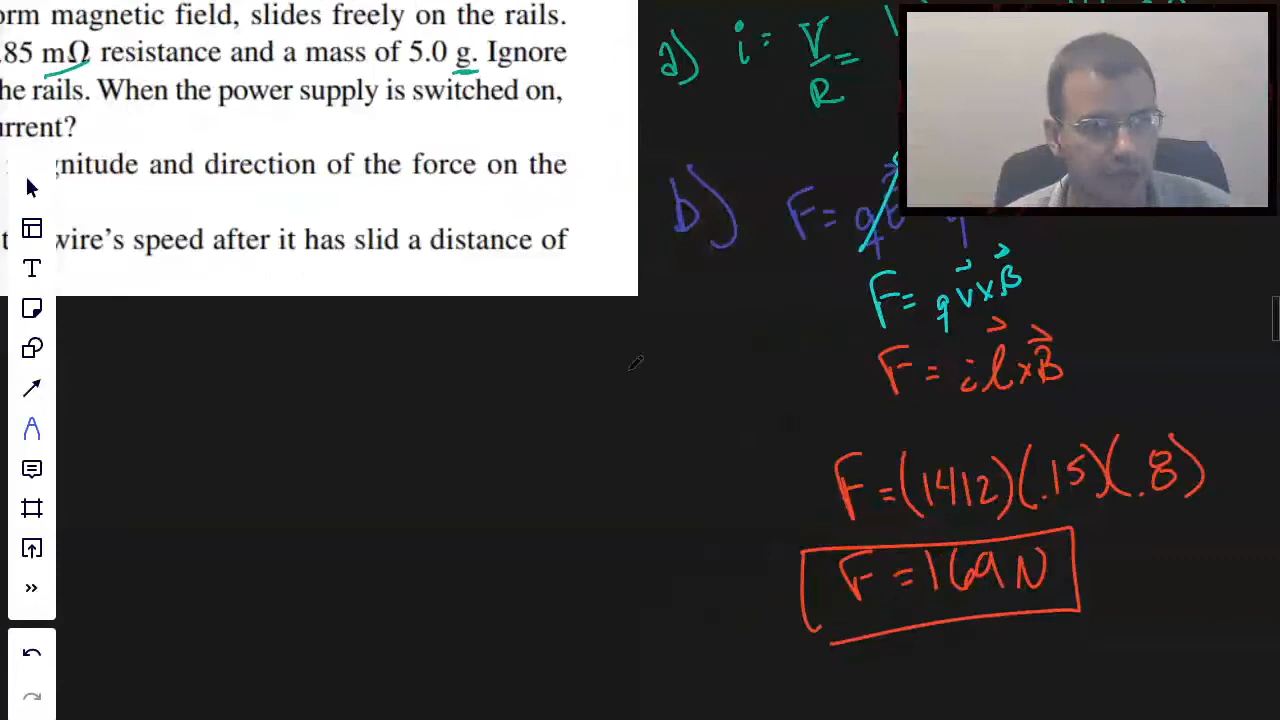 orm magnetic field, slides freely on the rails.
.85 mΩ resistance and a mass of 5.0 g. Ignore
he rails. When the power supply is switched on,
urrent?
gnitude and direction of the force on the
wire's speed after it has slid a distance of
a) i = V/R =
b) F = qE
F = qv⃗×B⃗
F = il⃗×B⃗
F = (1412)(.15)(.8)
F = 169 N